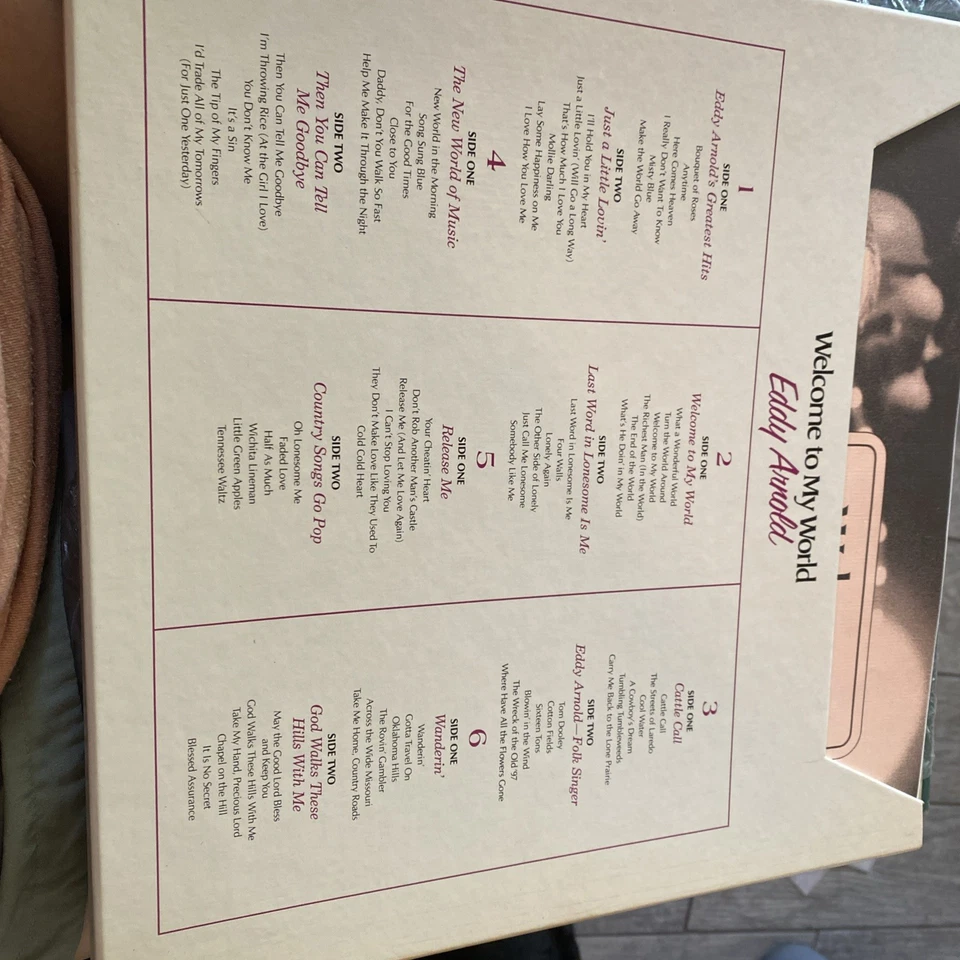 Welcome to My World
Eddy Arnold
1
SIDE ONE
Eddy Arnold's Greatest Hits
Bouquet of Roses
Anytime
Here Comes Heaven
I Really Don't Want To Know
Misty Blue
Make the World Go Away
SIDE TWO
Just a Little Lovin'
I'll Hold You in My Heart
Just a Little Lovin' (Will Go a Long Way)
That's How Much I Love You
Mollie Darling
Lay Some Happiness on Me
I Love How You Love Me
2
SIDE ONE
Welcome to My World
What a Wonderful World
Turn the World Around
Welcome to My World
The Richest Man (In the World)
The End of the World
What's He Doin' in My World
SIDE TWO
Last Word in Lonesome Is Me
Last Word in Lonesome Is Me
Four Walls
Lonely Again
The Other Side of Lonely
Just Call Me Lonesome
Somebody Like Me
3
SIDE ONE
Cattle Call
Cattle Call
The Streets of Laredo
Cool Water
A Cowboy's Dream
Tumbling Tumbleweeds
Carry Me Back to the Lone Prairie
SIDE TWO
Eddy Arnold—Folk Singer
Tom Dooley
Cotton Fields
Sixteen Tons
Blowin' in the Wind
The Wreck of the Old '97
Where Have All the Flowers Gone
4
SIDE ONE
The New World of Music
New World in the Morning
Song Sung Blue
For the Good Times
Close to You
Daddy, Don't You Walk So Fast
Help Me Make It Through the Night
SIDE TWO
Then You Can Tell
Me Goodbye
Then You Can Tell Me Goodbye
I'm Throwing Rice (At the Girl I Love)
You Don't Know Me
It's a Sin
The Tip of My Fingers
I'd Trade All of My Tomorrows
(For Just One Yesterday)
5
SIDE ONE
Release Me
Your Cheatin' Heart
Don't Rob Another Man's Castle
Release Me (And Let Me Love Again)
I Can't Stop Loving You
They Don't Make Love Like They Used To
Cold Cold Heart
SIDE TWO
Country Songs Go Pop
Oh Lonesome Me
Faded Love
Half As Much
Wichita Lineman
Little Green Apples
Tennessee Waltz
6
SIDE ONE
Wanderin'
Wanderin'
Gotta Travel On
Oklahoma Hills
The Rovin' Gambler
Across the Wide Missouri
Take Me Home, Country Roads
SIDE TWO
God Walks These
Hills With Me
May the Good Lord Bless
and Keep You
God Walks These Hills With Me
Take My Hand, Precious Lord
Chapel on the Hill
It Is No Secret
Blessed Assurance